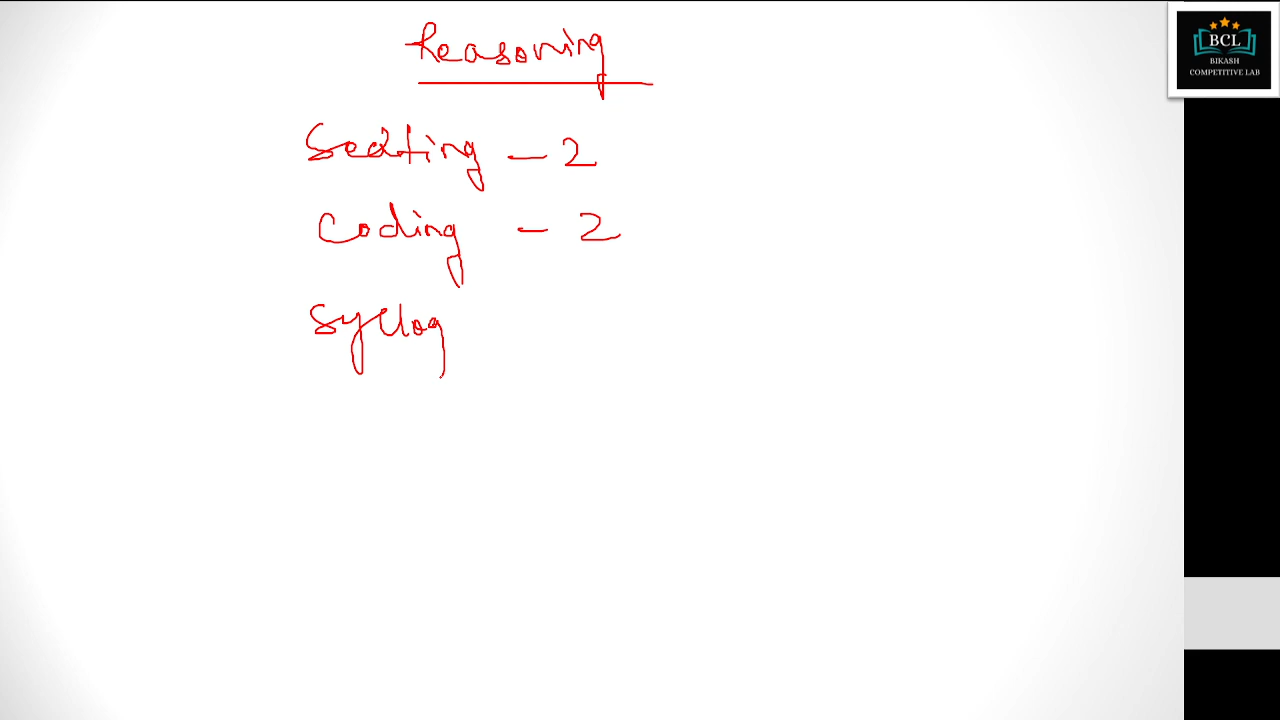 Reasoning
Seating - 2
Coding - 2
Syllog
BCL
BIKASH
COMPETITIVE LAB